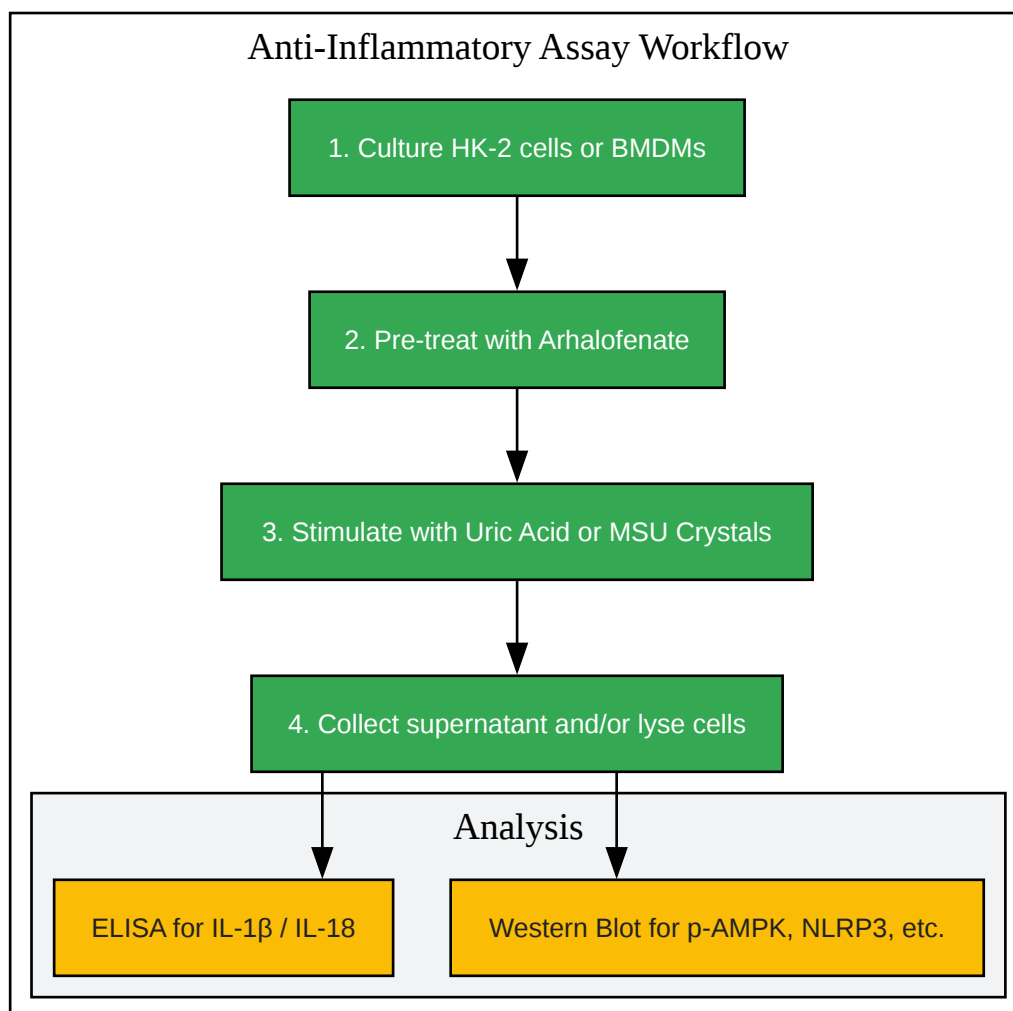 Anti-Inflammatory Assay Workflow
1. Culture HK-2 cells or BMDMs
2. Pre-treat with Arhalofenate
3. Stimulate with Uric Acid or MSU Crystals
4. Collect supernatant and/or lyse cells
Analysis
ELISA for IL-1β / IL-18
Western Blot for p-AMPK, NLRP3, etc.